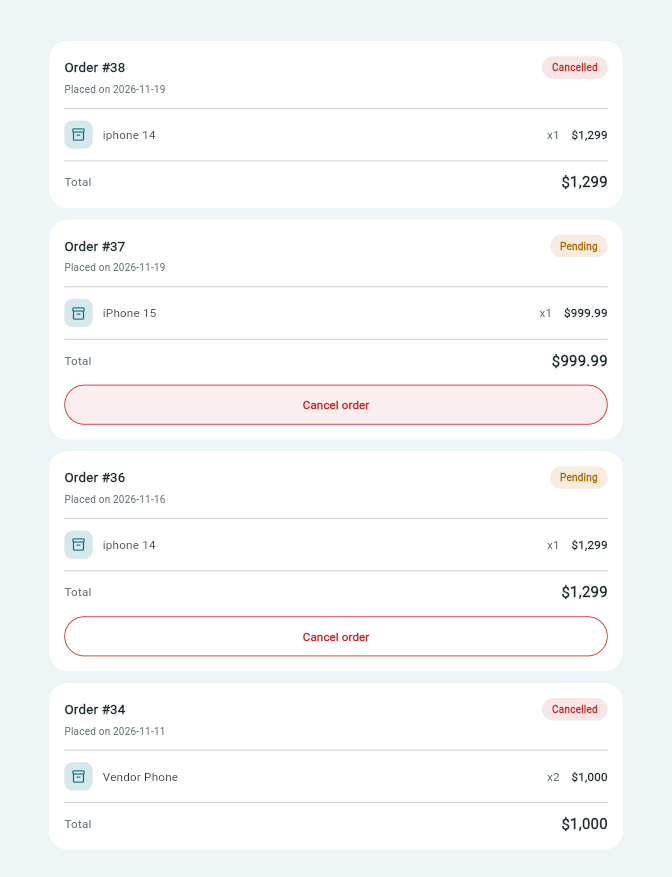 Order #38
Cancelled
Placed on 2026-11-19
iphone 14 x1 $1,299
Total $1,299
Order #37
Pending
Placed on 2026-11-19
iPhone 15 x1 $999.99
Total $999.99
Cancel order
Order #36
Pending
Placed on 2026-11-16
iphone 14 x1 $1,299
Total $1,299
Cancel order
Order #34
Cancelled
Placed on 2026-11-11
Vendor Phone x2 $1,000
Total $1,000